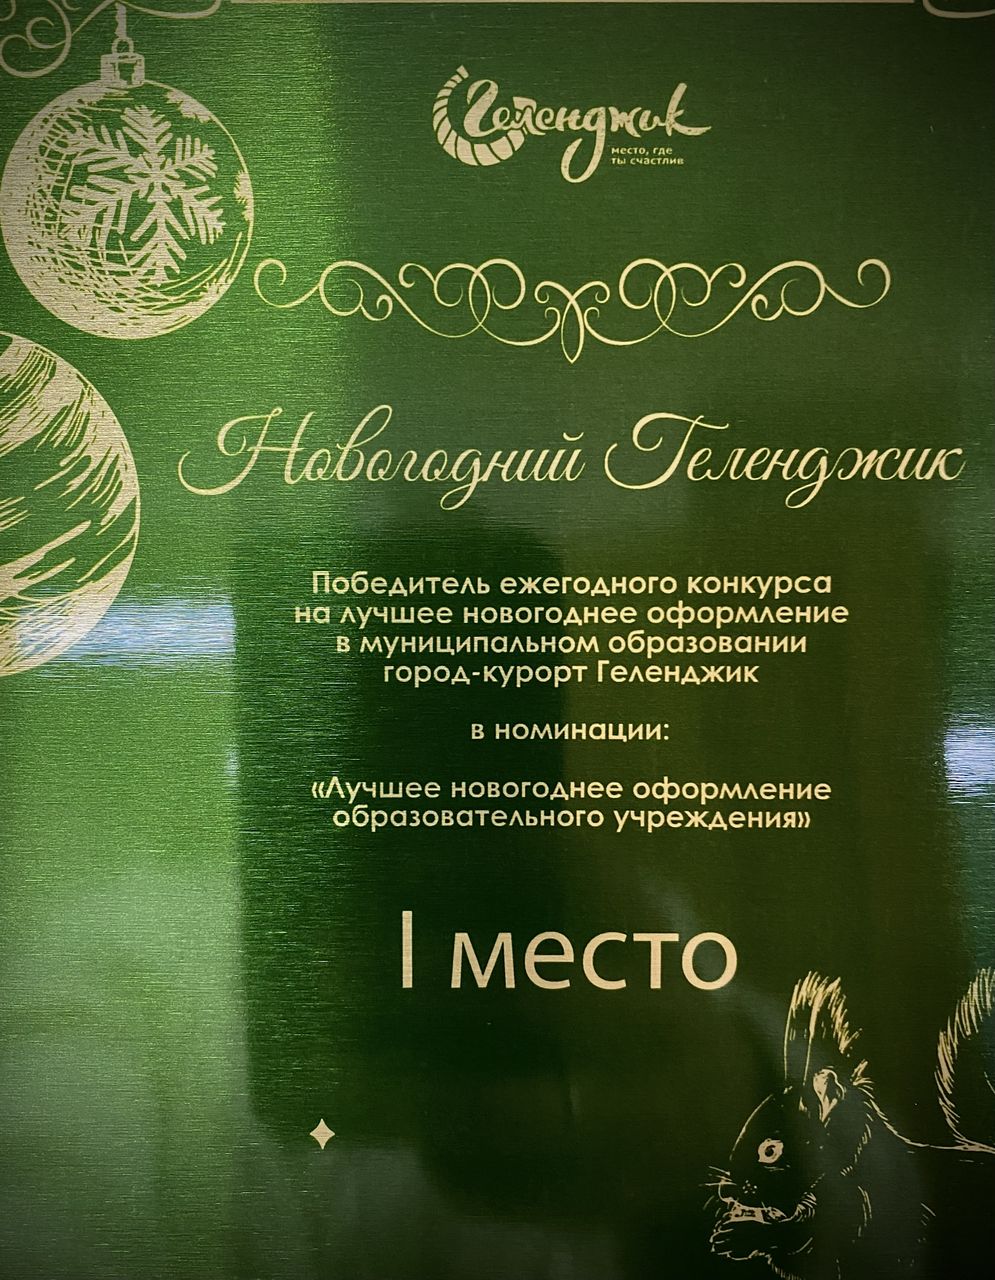 Геленджик
место, где
ты счастлив
Новогодний Геленджик
Победитель ежегодного конкурса
на лучшее новогоднее оформление
в муниципальном образовании
город-курорт Геленджик
в номинации:
«Лучшее новогоднее оформление
образовательного учреждения»
I место